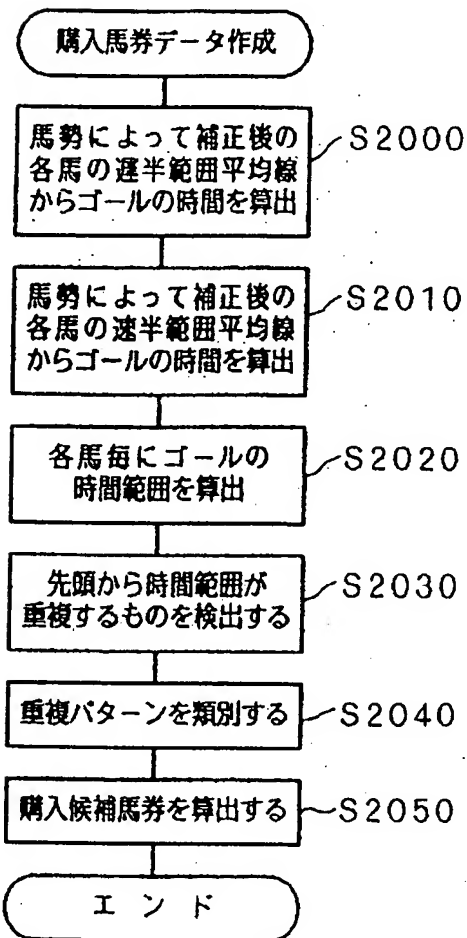 購入馬券データ作成
馬勢によって補正後の
各馬の遅半範囲平均線
からゴールの時間を算出
S2000
馬勢によって補正後の
各馬の速半範囲平均線
からゴールの時間を算出
S2010
各馬毎にゴールの
時間範囲を算出
S2020
先頭から時間範囲が
重複するものを検出する
S2030
重複パターンを類別する
S2040
購入候補馬券を算出する
S2050
エンド